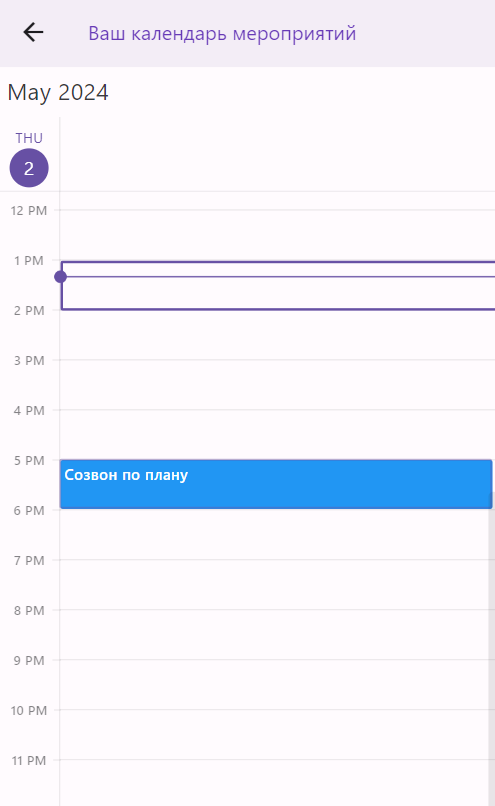 Ваш календарь мероприятий
May 2024
THU
2
12 PM
1 PM
2 PM
3 PM
4 PM
5 PM
Созвон по плану
6 PM
7 PM
8 PM
9 PM
10 PM
11 PM